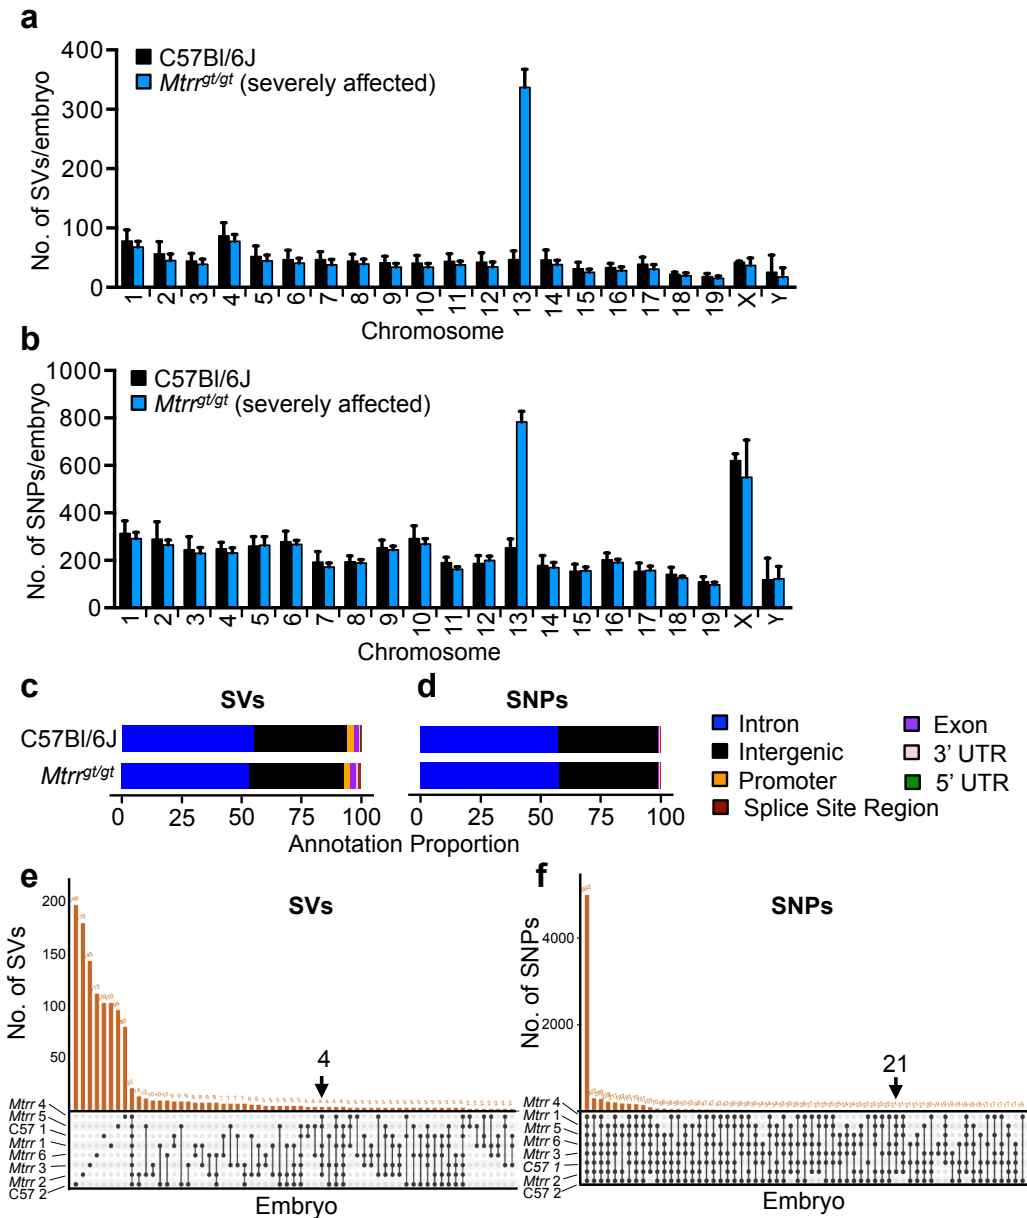 a
400
300
200
100
0
No. of SVs/embryo
C57Bl/6J
Mtrrgt/gt (severely affected)
1 2 3 4 5 6 7 8 9 10 11 12 13 14 15 16 17 18 19 X Y
Chromosome
b
1000
800
600
400
200
0
No. of SNPs/embryo
C57Bl/6J
Mtrrgt/gt (severely affected)
1 2 3 4 5 6 7 8 9 10 11 12 13 14 15 16 17 18 19 X Y
Chromosome
c
SVs
C57Bl/6J
Mtrrgt/gt
0 25 50 75 100
d
SNPs
0 25 50 75 100
Annotation Proportion
Intron
Intergenic
Promoter
Splice Site Region
Exon
3’ UTR
5’ UTR
e
SVs
200
150
100
50
No. of SVs
4
Mtrr 4
Mtrr 5
C57 1
Mtrr 1
Mtrr 6
Mtrr 3
Mtrr 2
C57 2
Embryo
f
SNPs
4000
2000
No. of SNPs
21
Mtrr 4
Mtrr 1
Mtrr 5
Mtrr 6
Mtrr 3
C57 1
Mtrr 2
C57 2
Embryo